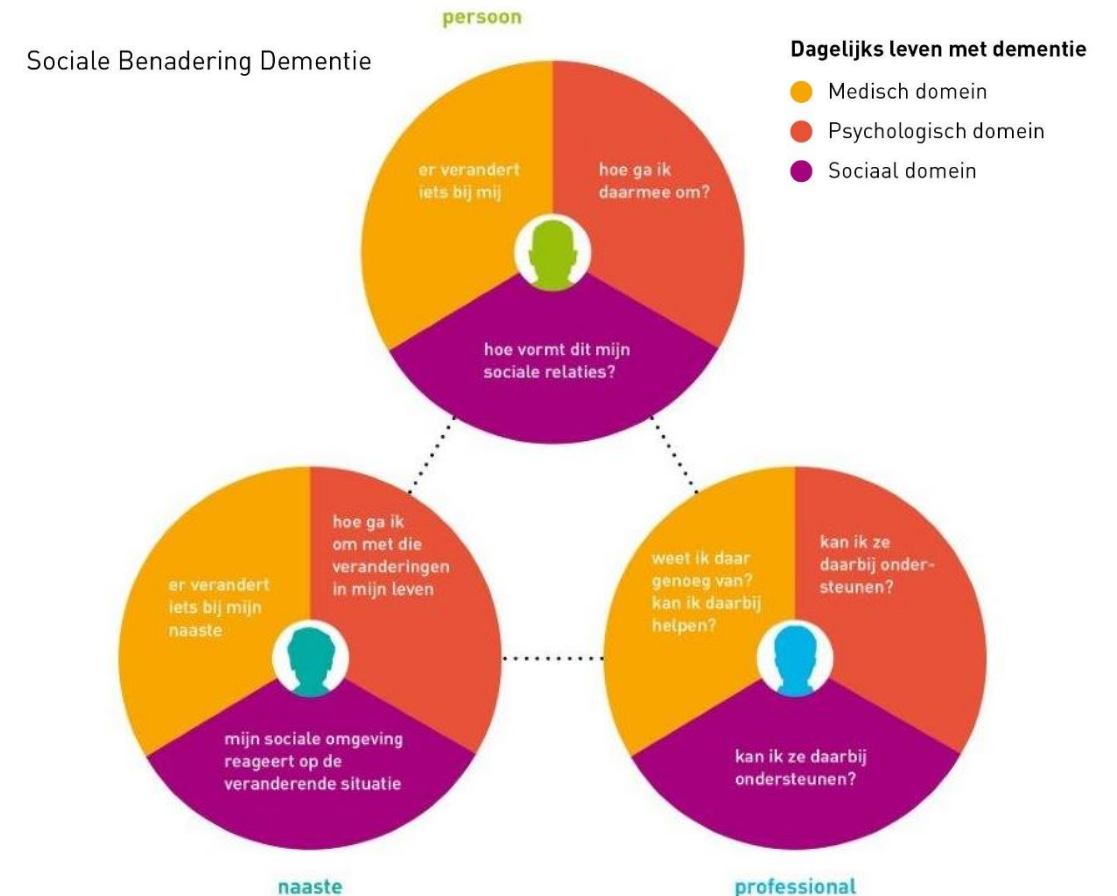 persoon
Sociale Benadering Dementie
Dagelijks leven met dementie
Medisch domein
Psychologisch domein
Sociaal domein
er verandert
iets bij mij
hoe ga ik
daarmee om?
hoe vormt dit mijn
sociale relaties?
er verandert
iets bij mijn
naaste
hoe ga ik
om met die
veranderingen
in mijn leven
mijn sociale omgeving
reageert op de
veranderende situatie
naaste
weet ik daar
genoeg van?
kan ik daarbij
helpen?
kan ik ze
daarbij onder-
steunen?
kan ik ze daarbij
ondersteunen?
professional